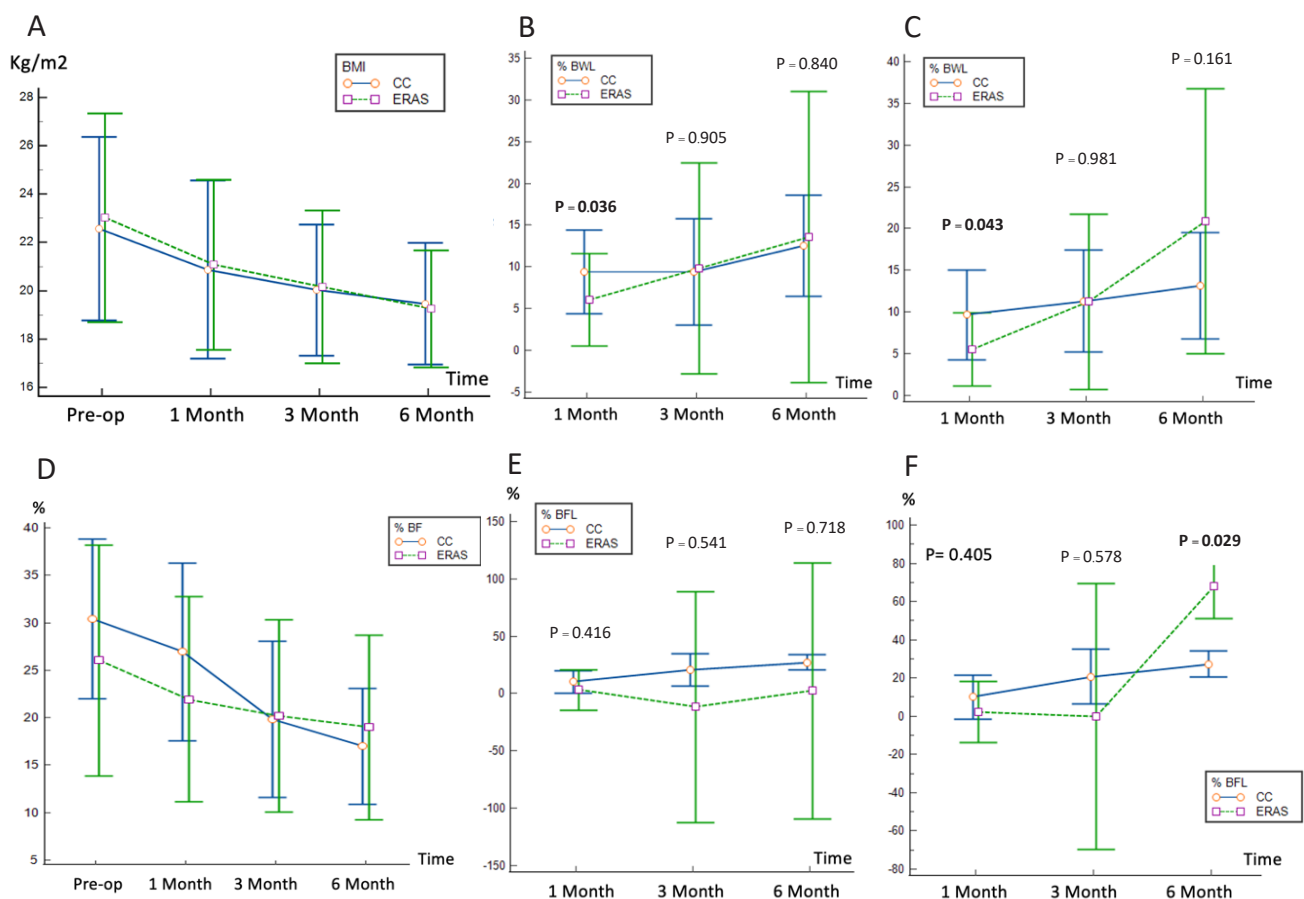 A
Kg/m2
BMI
CC
ERAS
28
26
24
22
20
18
16
Time
Pre-op
1 Month
3 Month
6 Month
B
% BWL
CC
ERAS
P = 0.036
P = 0.905
P = 0.840
35
30
25
20
15
10
5
0
-5
Time
1 Month
3 Month
6 Month
C
% BWL
CC
ERAS
P = 0.043
P = 0.981
P = 0.161
40
35
30
25
20
15
10
5
0
Time
1 Month
3 Month
6 Month
D
%
% BF
CC
ERAS
40
35
30
25
20
15
10
5
Time
Pre-op
1 Month
3 Month
6 Month
E
%
% BFL
CC
ERAS
P = 0.416
P = 0.541
P = 0.718
150
100
50
0
-50
-100
-150
Time
1 Month
3 Month
6 Month
F
%
P= 0.405
P = 0.578
P = 0.029
100
80
60
40
20
0
-20
-40
-60
-80
% BFL
CC
ERAS
Time
1 Month
3 Month
6 Month